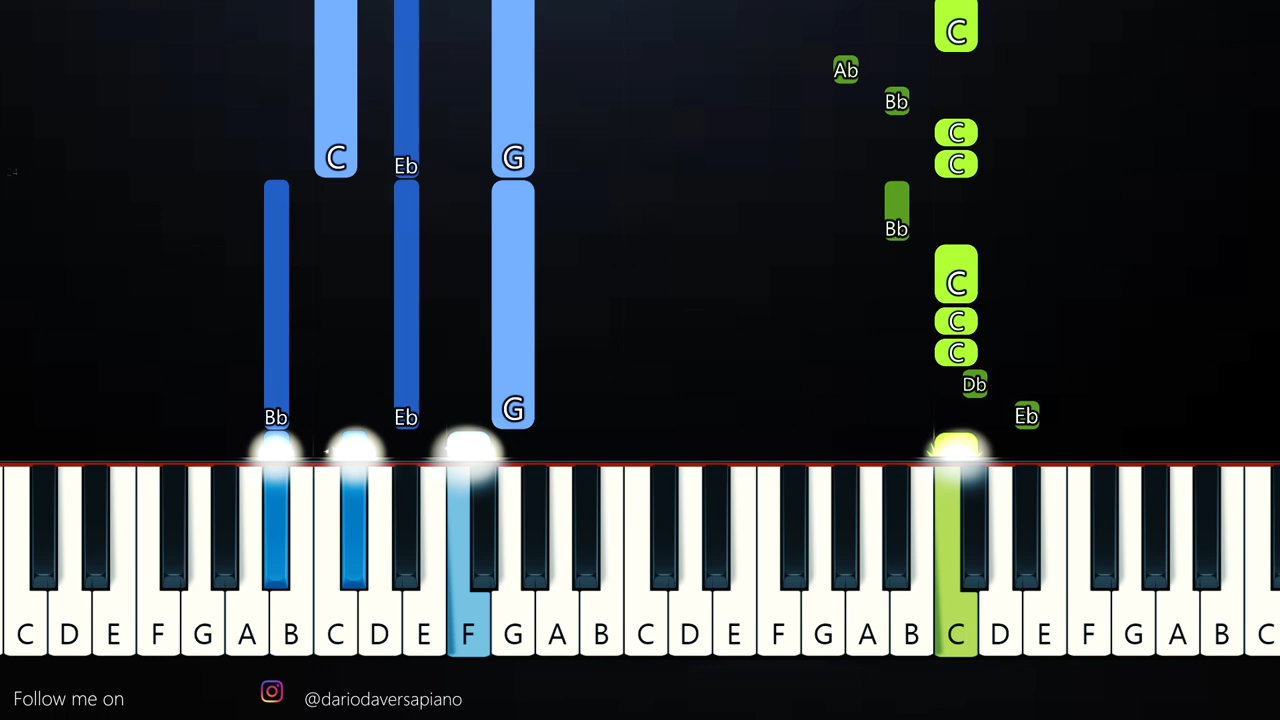 C
Ab
Bb
C
C Eb G C
Bb
C
C
C
Db
Bb Eb G Eb
C D E F G A B C D E F G A B C D E F G A B C D E F G A B C
Follow me on @dariodaversapiano